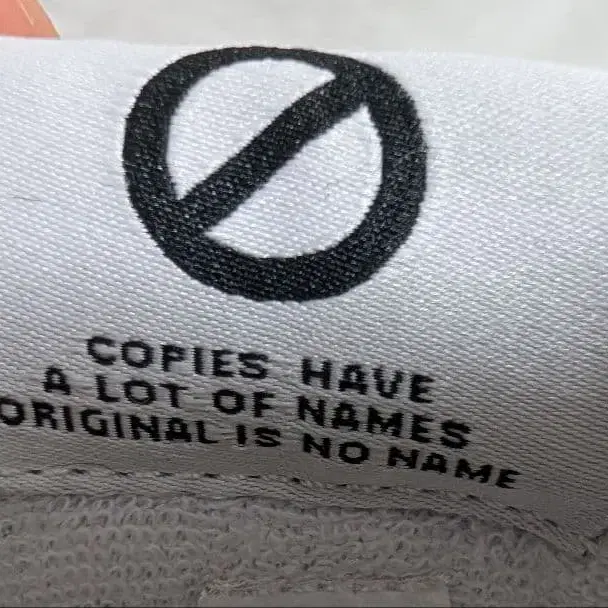 COPIES HAVE
A LOT OF NAMES
ORIGINAL IS NO NAME